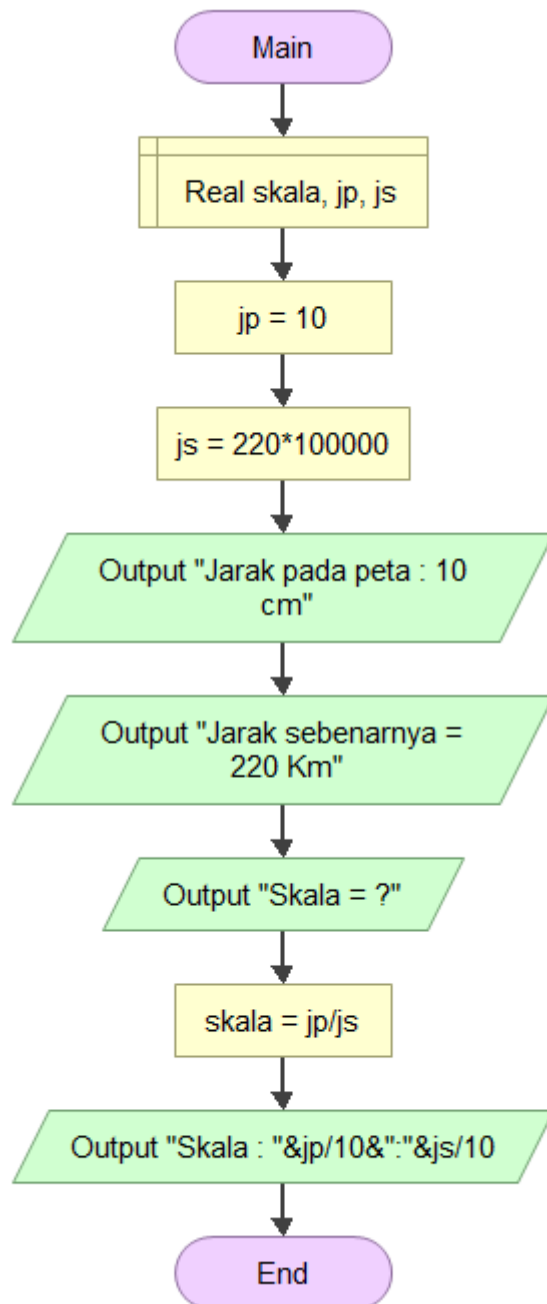 Main
Real skala, jp, js
jp = 10
js = 220*100000
Output "Jarak pada peta : 10
cm"
Output "Jarak sebenarnya =
220 Km"
Output "Skala = ?"
skala = jp/js
Output "Skala : "&jp/10&":"&js/10
End